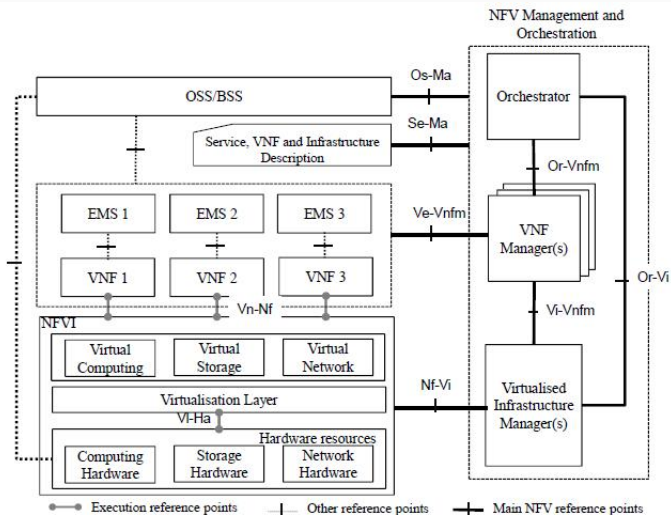 NFV Management and
Orchestration
Os-Ma
OSS/BSS
Orchestrator
Se-Ma
Service, VNF and Infrastructure
Description
Or-Vnfm
EMS 1
EMS 2
EMS 3
Ve-Vnfm
VNF
Manager(s)
VNF 1
VNF 2
VNF 3
Or-Vi
Vn-Nf
NFVI
Vi-Vnfm
Virtual
Computing
Virtual
Storage
Virtual
Network
Nf-Vi
Virtualisation Layer
Virtualised
Infrastructure
Manager(s)
Vl-Ha
Hardware resources
Computing
Hardware
Storage
Hardware
Network
Hardware
Execution reference points
Other reference points
Main NFV reference points